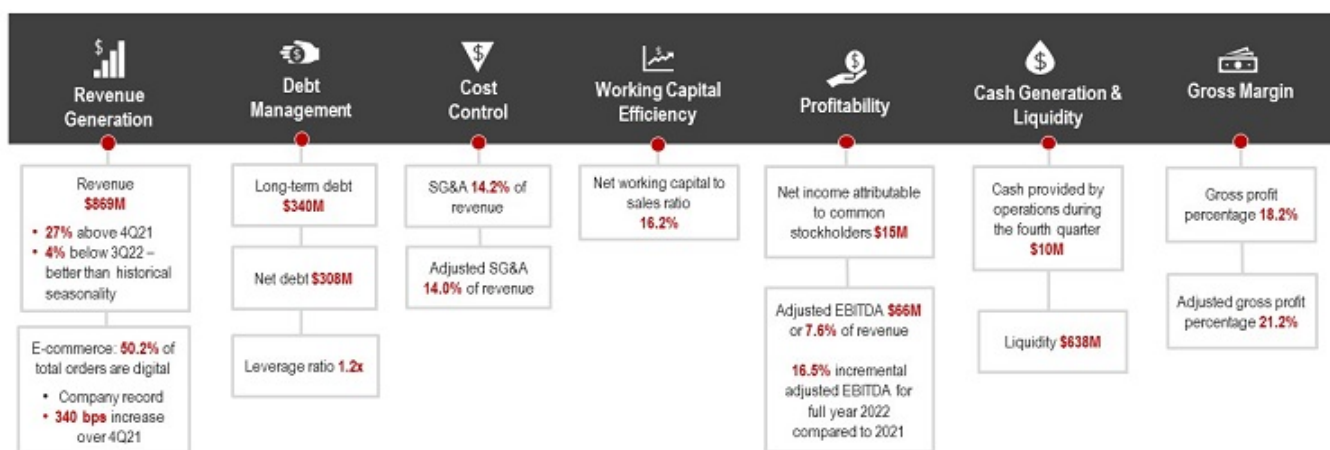 Revenue
Generation
Revenue
$869M
• 27% above 4Q21
• 4% below 3Q22 –
better than historical
seasonality
E-commerce: 50.2% of
total orders are digital
• Company record
• 340 bps increase
over 4Q21
Debt
Management
Long-term debt
$340M
Net debt $308M
Leverage ratio 1.2x
Cost
Control
SG&A 14.2% of
revenue
Adjusted SG&A
14.0% of revenue
Working Capital
Efficiency
Net working capital to
sales ratio
16.2%
Profitability
Net income attributable
to common
stockholders $15M
Adjusted EBITDA $66M
or 7.6% of revenue
16.5% incremental
adjusted EBITDA for
full year 2022
compared to 2021
Cash Generation &
Liquidity
Cash provided by
operations during
the fourth quarter
$10M
Liquidity $638M
Gross Margin
Gross profit
percentage 18.2%
Adjusted gross profit
percentage 21.2%